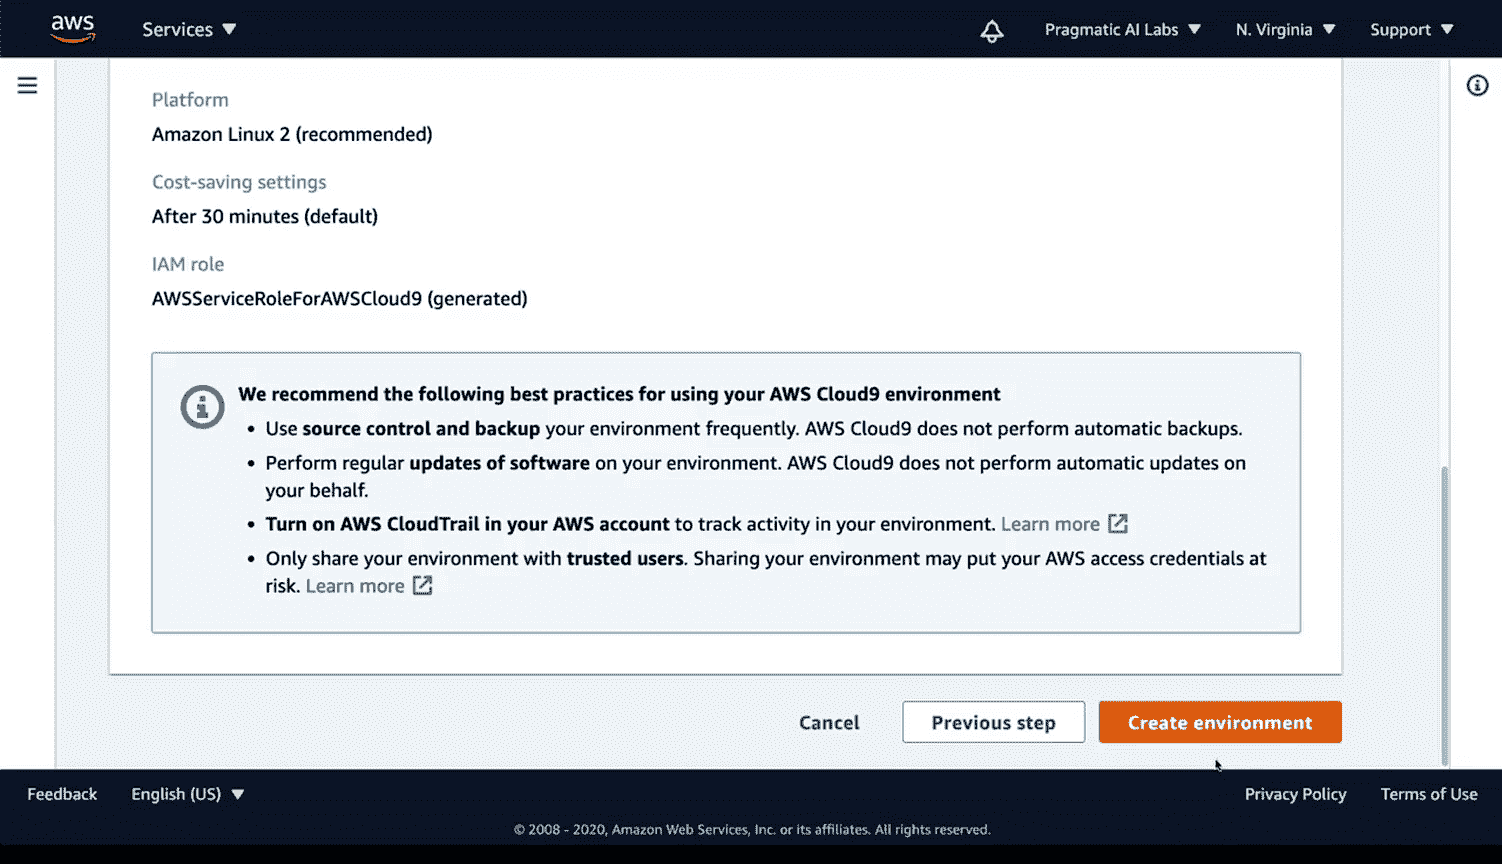 aws Services ▼ Pragmatic AI Labs ▼ N. Virginia ▼ Support ▼
Platform
Amazon Linux 2 (recommended)
Cost-saving settings
After 30 minutes (default)
IAM role
AWSServiceRoleForAWSCloud9 (generated)
We recommend the following best practices for using your AWS Cloud9 environment
• Use source control and backup your environment frequently. AWS Cloud9 does not perform automatic backups.
• Perform regular updates of software on your environment. AWS Cloud9 does not perform automatic updates on
your behalf.
• Turn on AWS CloudTrail in your AWS account to track activity in your environment. Learn more
• Only share your environment with trusted users. Sharing your environment may put your AWS access credentials at
risk. Learn more
Cancel Previous step Create environment
Feedback English (US) ▼ Privacy Policy Terms of Use
© 2008 - 2020, Amazon Web Services, Inc. or its affiliates. All rights reserved.